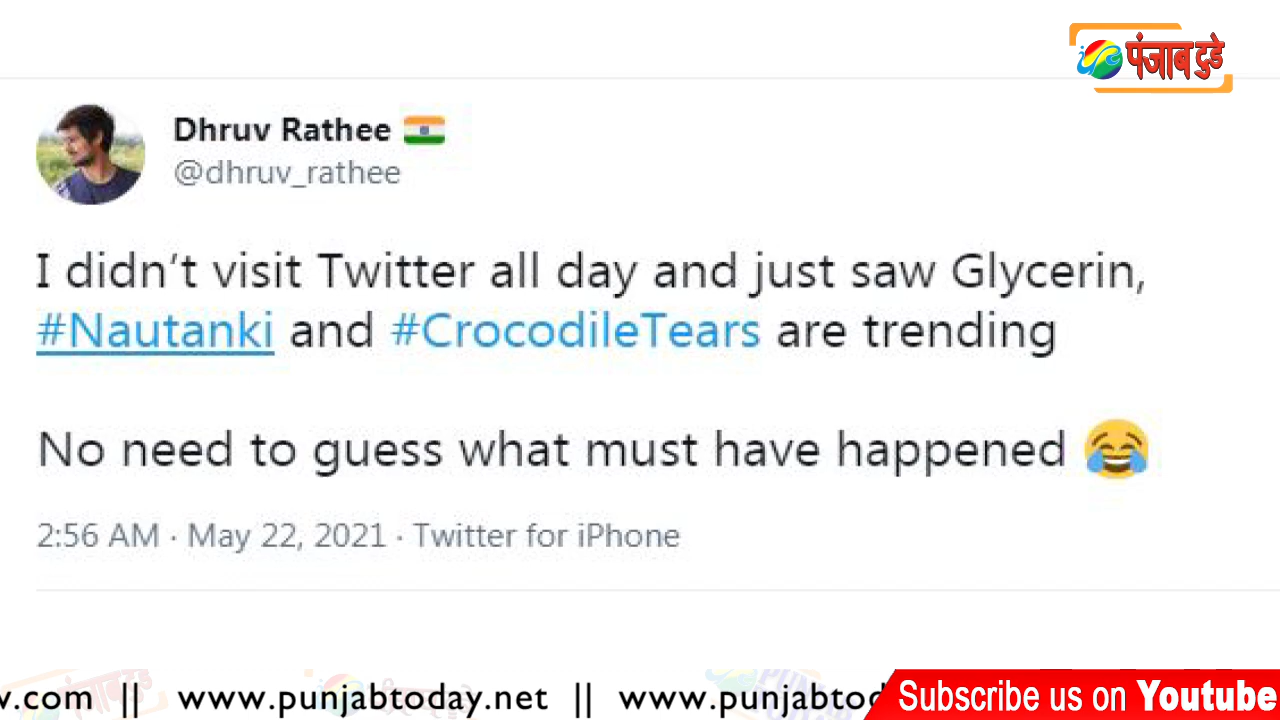 पंजाब टुडे
Dhruv Rathee
@dhruv_rathee
I didn't visit Twitter all day and just saw Glycerin,
#Nautanki and #CrocodileTears are trending
No need to guess what must have happened 😂
2:56 AM · May 22, 2021 · Twitter for iPhone
.com || www.punjabtoday.net || www.punjabtod
Subscribe us on Youtube